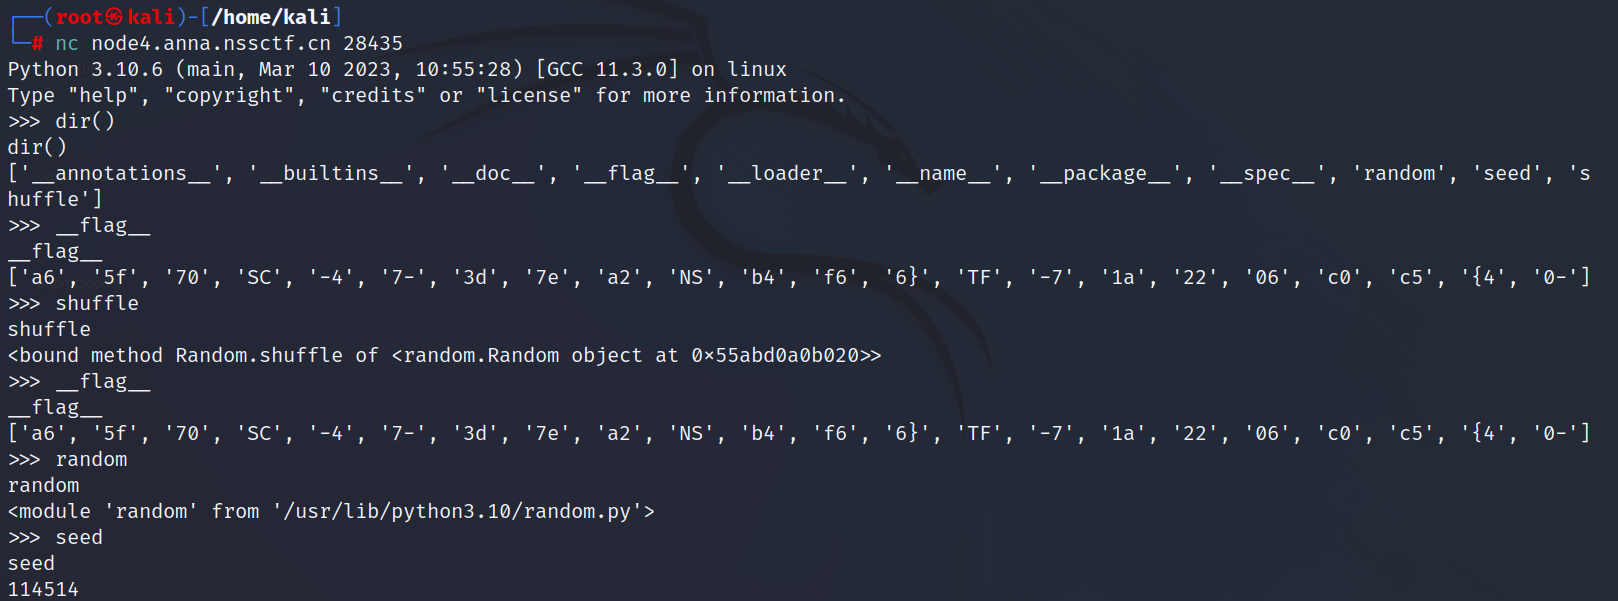 ┌──(root㉿kali)-[/home/kali]
└─# nc node4.anna.nssctf.cn 28435
Python 3.10.6 (main, Mar 10 2023, 10:55:28) [GCC 11.3.0] on linux
Type "help", "copyright", "credits" or "license" for more information.
>>> dir()
dir()
['__annotations__', '__builtins__', '__doc__', '__flag__', '__loader__', '__name__', '__package__', '__spec__', 'random', 'seed', 's
huffle']
>>> __flag__
__flag__
['a6', '5f', '70', 'SC', '-4', '7-', '3d', '7e', 'a2', 'NS', 'b4', 'f6', '6}', 'TF', '-7', '1a', '22', '06', 'c0', 'c5', '{4', '0-']
>>> shuffle
shuffle
<bound method Random.shuffle of <random.Random object at 0×55abd0a0b020>>
>>> __flag__
__flag__
['a6', '5f', '70', 'SC', '-4', '7-', '3d', '7e', 'a2', 'NS', 'b4', 'f6', '6}', 'TF', '-7', '1a', '22', '06', 'c0', 'c5', '{4', '0-']
>>> random
random
<module 'random' from '/usr/lib/python3.10/random.py'>
>>> seed
seed
114514